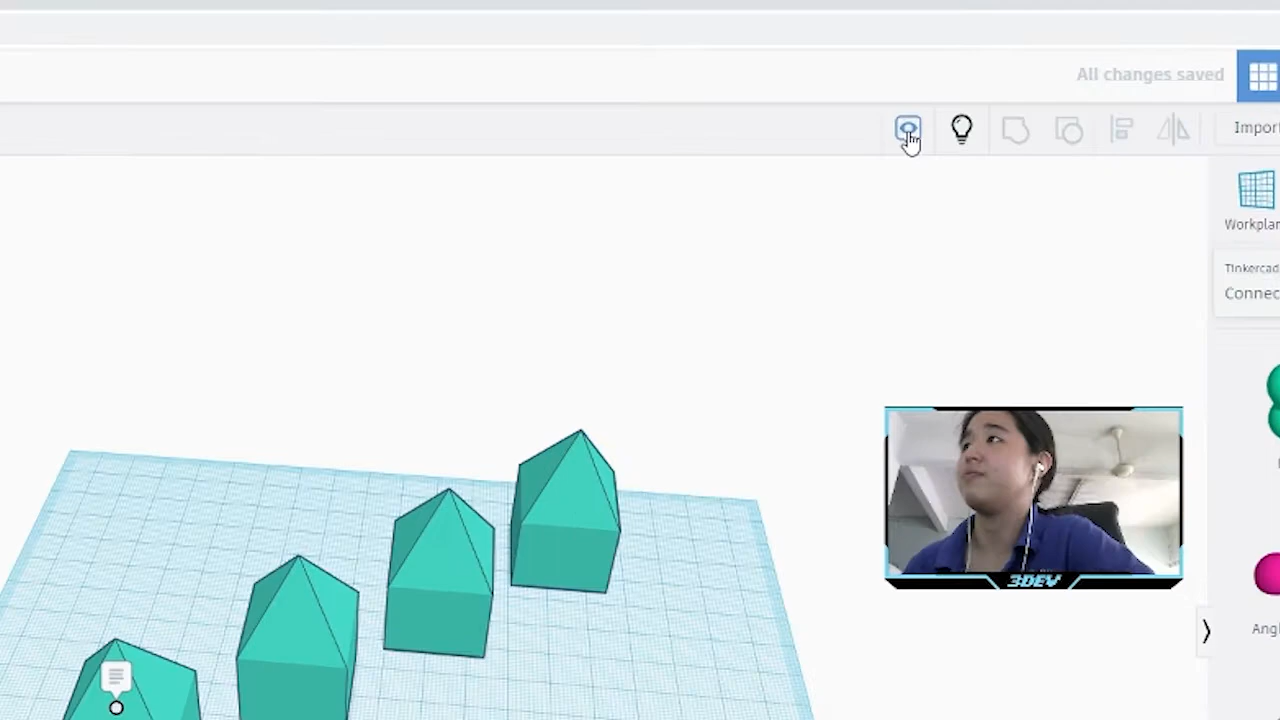 All changes saved
Import
Workplan
Tinkercad
Connec
3DEV
Angl